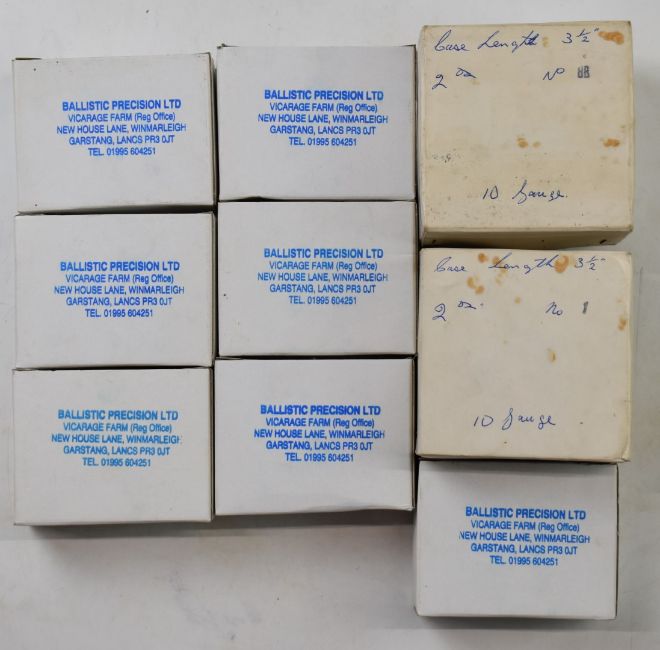 BALLISTIC PRECISION LTD
VICARAGE FARM (Reg Office)
NEW HOUSE LANE, WINMARLEIGH
GARSTANG, LANCS PR3 0JT
TEL. 01995 604251
BALLISTIC PRECISION LTD
VICARAGE FARM (Reg Office)
NEW HOUSE LANE, WINMARLEIGH
GARSTANG, LANCS PR3 0JT
TEL. 01995 604251
Case Length 3½"
2 oz No BB
10 Gauge.
BALLISTIC PRECISION LTD
VICARAGE FARM (Reg Office)
NEW HOUSE LANE, WINMARLEIGH
GARSTANG, LANCS PR3 0JT
TEL. 01995 604251
BALLISTIC PRECISION LTD
VICARAGE FARM (Reg Office)
NEW HOUSE LANE, WINMARLEIGH
GARSTANG, LANCS PR3 0JT
TEL. 01995 604251
Case Length 3½"
2 oz. No 1
10 Gauge
BALLISTIC PRECISION LTD
VICARAGE FARM (Reg Office)
NEW HOUSE LANE, WINMARLEIGH
GARSTANG, LANCS PR3 0JT
TEL. 01995 604251
BALLISTIC PRECISION LTD
VICARAGE FARM (Reg Office)
NEW HOUSE LANE, WINMARLEIGH
GARSTANG, LANCS PR3 0JT
TEL. 01995 604251
BALLISTIC PRECISION LTD
VICARAGE FARM (Reg Office)
NEW HOUSE LANE, WINMARLEIGH
GARSTANG, LANCS PR3 0JT
TEL. 01995 604251